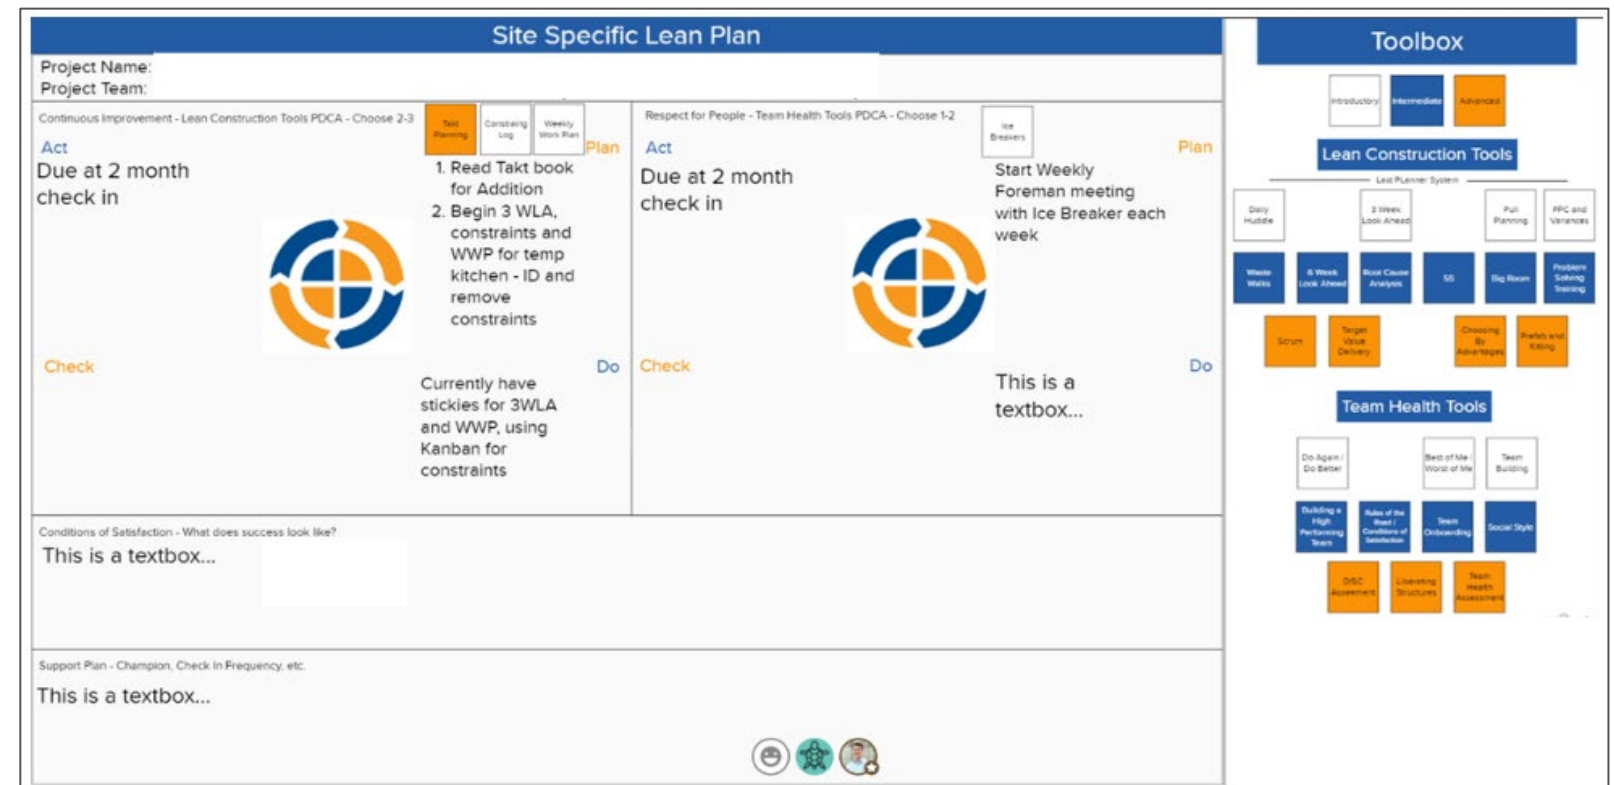 Site Specific Lean Plan
Project Name:
Project Team:
Continuous Improvement - Lean Construction Tools PDCA - Choose 2-3
Takt
Planning
Constraing
Log
Weekly
Work Plan
Act
Plan
Due at 2 month
check in
1. Read Takt book
for Addition
2. Begin 3 WLA,
constraints and
WWP for temp
kitchen - ID and
remove
constraints
Check
Do
Currently have
stickies for 3WLA
and WWP, using
Kanban for
constraints
Respect for People - Team Health Tools PDCA - Choose 1-2
Ice
Breakers
Act
Plan
Due at 2 month
check in
Start Weekly
Foreman meeting
with Ice Breaker each
week
Check
Do
This is a
textbox...
Conditions of Satisfaction - What does success look like?
This is a textbox...
Support Plan - Champion, Check In Frequency, etc.
This is a textbox...
Toolbox
Introductory
Intermediate
Advanced
Lean Construction Tools
Last PLanner System
Daily
Huddle
3 Week
Look Ahead
Pull
Planning
PPC and
Variances
Waste
Walks
6 Week
Look Ahead
Root Cause
Analysis
5S
Big Room
Problem
Solving
Training
Scrum
Target
Value
Delivery
Choosing
By
Advantages
Prefab and
Kitting
Team Health Tools
Do Again /
Do Better
Best of Me /
Worst of Me
Team
Building
Building a
High
Performing
Team
Rules of the
Road /
Conditions of
Satisfaction
Team
Onboarding
Social Style
DISC
Assement
Liberating
Structures
Team
Health
Assessment